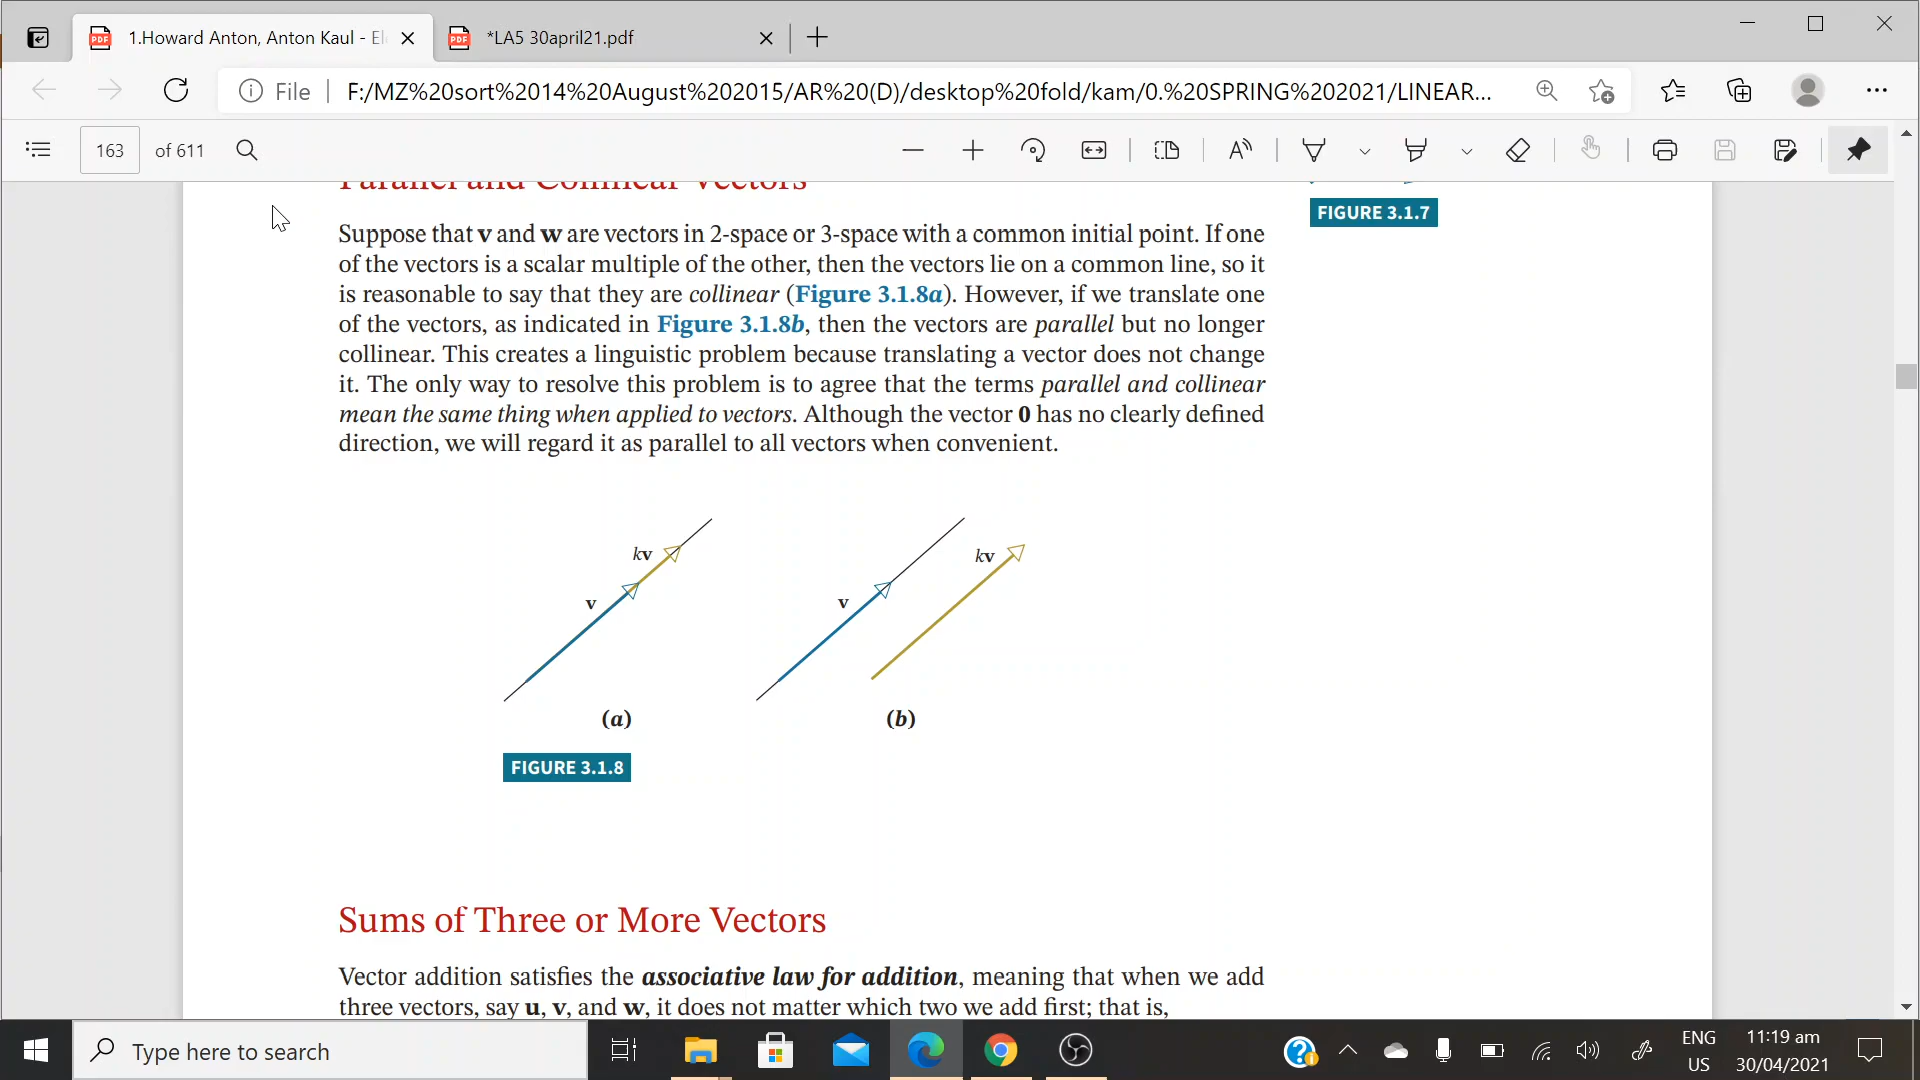 1.Howard Anton, Anton Kaul - El
*LA5 30april21.pdf
File
F:/MZ%20sort%2014%20August%202015/AR%20(D)/desktop%20fold/kam/0.%20SPRING%202021/LINEAR...
163 of 611
Parallel and Collinear Vectors
FIGURE 3.1.7
Suppose that v and w are vectors in 2-space or 3-space with a common initial point. If one
of the vectors is a scalar multiple of the other, then the vectors lie on a common line, so it
is reasonable to say that they are collinear (Figure 3.1.8a). However, if we translate one
of the vectors, as indicated in Figure 3.1.8b, then the vectors are parallel but no longer
collinear. This creates a linguistic problem because translating a vector does not change
it. The only way to resolve this problem is to agree that the terms parallel and collinear
mean the same thing when applied to vectors. Although the vector 0 has no clearly defined
direction, we will regard it as parallel to all vectors when convenient.
kv
v
(a)
kv
v
(b)
FIGURE 3.1.8
Sums of Three or More Vectors
Vector addition satisfies the associative law for addition, meaning that when we add
three vectors, say u, v, and w, it does not matter which two we add first; that is,
Type here to search
ENG
US
11:19 am
30/04/2021